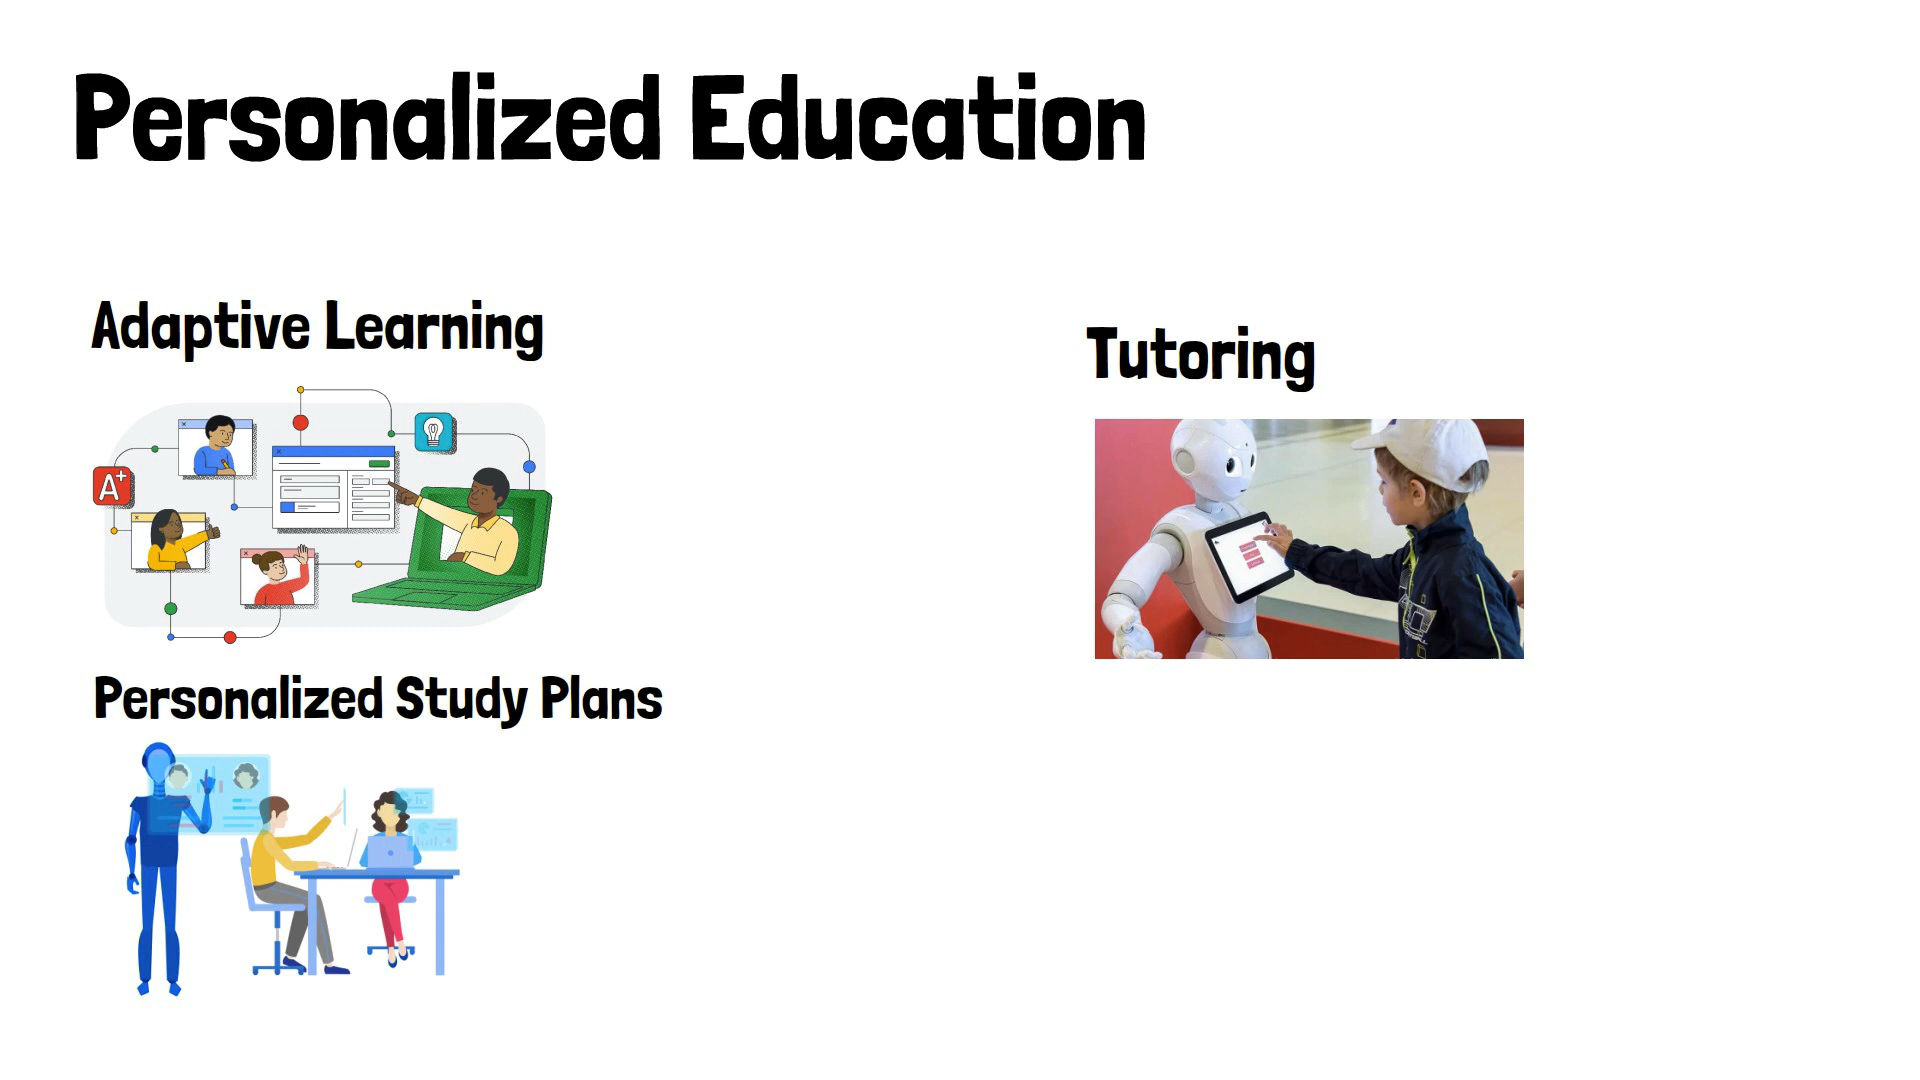 Personalized Education
Adaptive Learning
A+
Personalized Study Plans
Tutoring